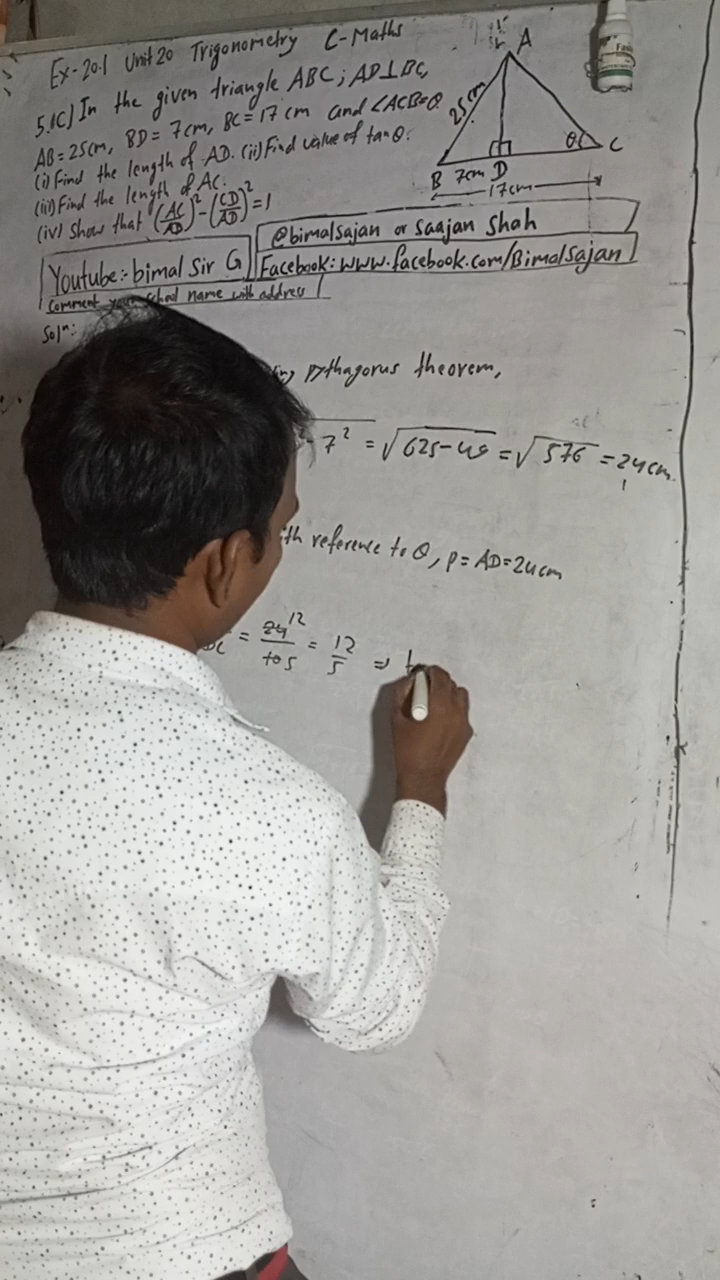 Ex-20.1 Unit 20 Trigonometry C-Maths
5.(C) In the given triangle ABC; AD⊥BC,
AB=25cm, BD=7cm, BC=17cm and ∠ACB=θ
(i) Find the length of AD. (ii) Find value of tanθ.
(iii) Find the length of AC.
(iv) Show that (AC/AD)²-(CD/AD)²=1
A
25cm
θ
C
B 7cm D
17cm
@bimalsajan or Saajan Shah
Youtube:- bimal Sir G
Facebook: www.facebook.com/BimalSajan
Comment your school name with address
Soln:
pythagorus theorem,
7² = √625-49 = √576 = 24cm
ith reference to θ, p=AD=24cm
= 24 12/10 5 = 12/5 ⇒